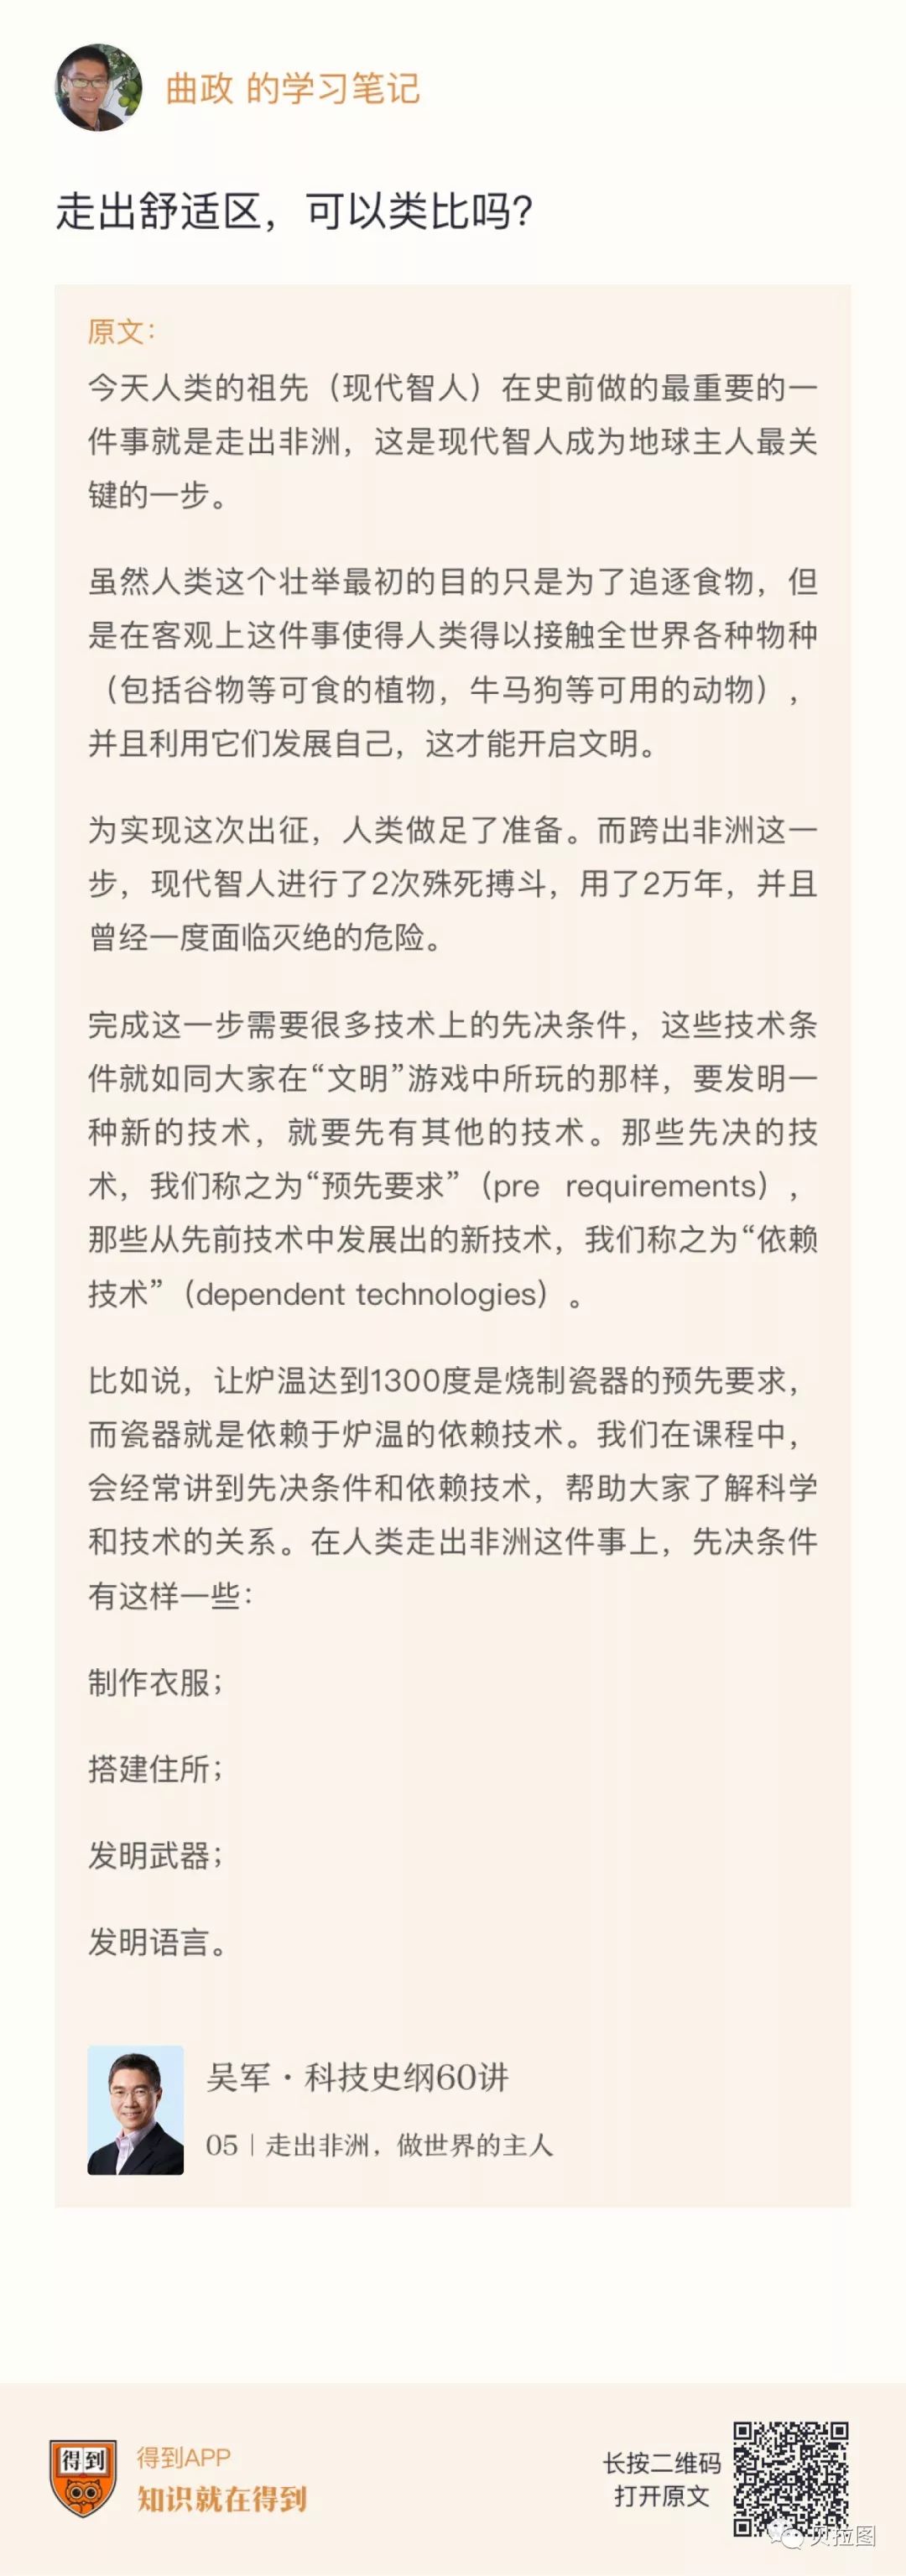 曲政 的学习笔记
走出舒适区，可以类比吗？
原文：
今天人类的祖先（现代智人）在史前做的最重要的一
件事就是走出非洲，这是现代智人成为地球主人最关
键的一步。
虽然人类这个壮举最初的目的只是为了追逐食物，但
是在客观上这件事使得人类得以接触全世界各种物种
（包括谷物等可食的植物，牛马狗等可用的动物），
并且利用它们发展自己，这才能开启文明。
为实现这次出征，人类做足了准备。而跨出非洲这一
步，现代智人进行了2次殊死搏斗，用了2万年，并且
曾经一度面临灭绝的危险。
完成这一步需要很多技术上的先决条件，这些技术条
件就如同大家在“文明”游戏中所玩的那样，要发明一
种新的技术，就要先有其他的技术。那些先决的技
术，我们称之为“预先要求”（pre requirements），
那些从先前技术中发展出的新技术，我们称之为“依赖
技术”（dependent technologies）。
比如说，让炉温达到1300度是烧制瓷器的预先要求，
而瓷器就是依赖于炉温的依赖技术。我们在课程中，
会经常讲到先决条件和依赖技术，帮助大家了解科学
和技术的关系。在人类走出非洲这件事上，先决条件
有这样一些：
制作衣服；
搭建住所；
发明武器；
发明语言。
吴军·科技史纲60讲
05 | 走出非洲，做世界的主人
得到
得到APP
知识就在得到
长按二维码
打开原文
贝拉图